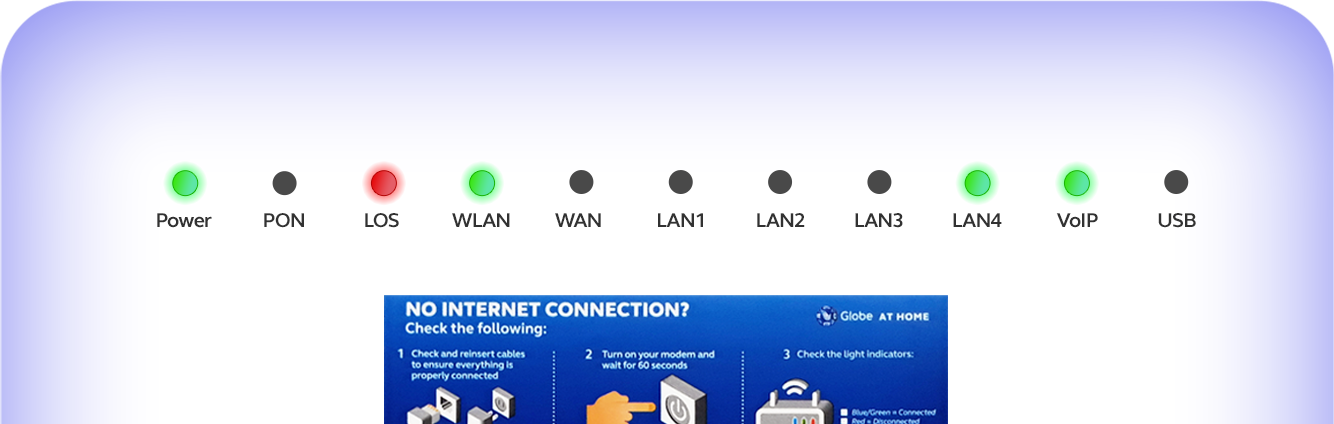 Power PON LOS WLAN WAN LAN1 LAN2 LAN3 LAN4 VoIP USB
NO INTERNET CONNECTION?
Globe AT HOME
Check the following:
1 Check and reinsert cables
to ensure everything is
properly connected
2 Turn on your modem and
wait for 60 seconds
3 Check the light indicators:
Blue/Green = Connected
Red = Disconnected